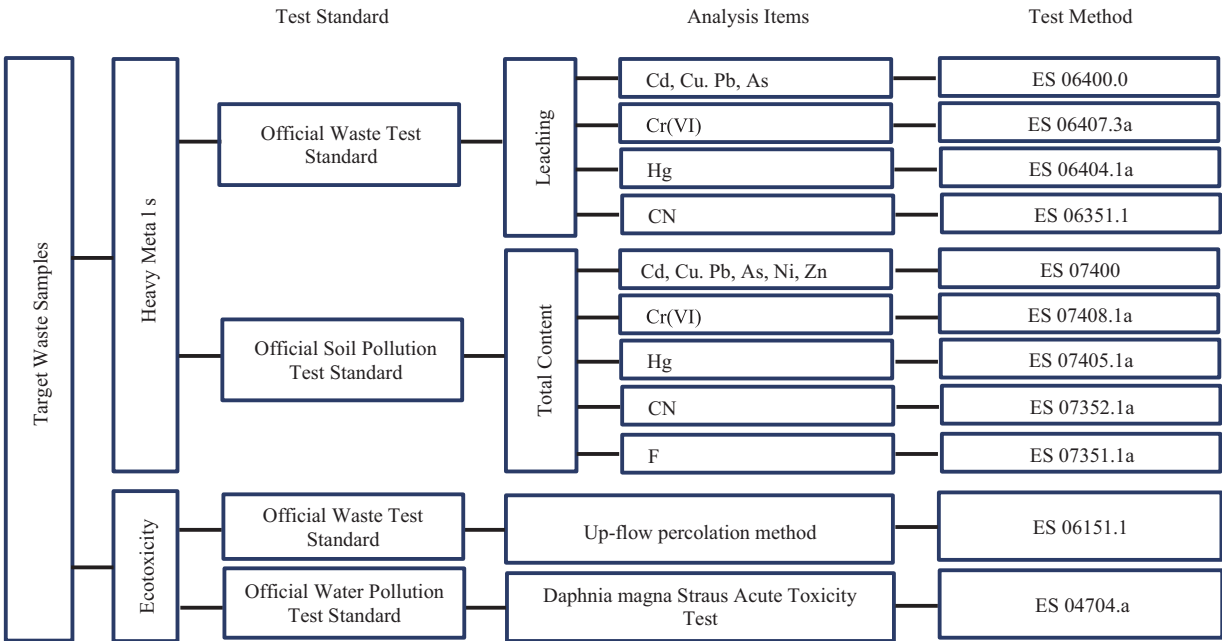 Test Standard
Analysis Items
Test Method
Target Waste Samples
Heavy Meta l s
Official Waste Test
Standard
Leaching
Cd, Cu. Pb, As
ES 06400.0
Cr(VI)
ES 06407.3a
Hg
ES 06404.1a
CN
ES 06351.1
Official Soil Pollution
Test Standard
Total Content
Cd, Cu. Pb, As, Ni, Zn
ES 07400
Cr(VI)
ES 07408.1a
Hg
ES 07405.1a
CN
ES 07352.1a
F
ES 07351.1a
Ecotoxicity
Official Waste Test
Standard
Up-flow percolation method
ES 06151.1
Official Water Pollution
Test Standard
Daphnia magna Straus Acute Toxicity
Test
ES 04704.a